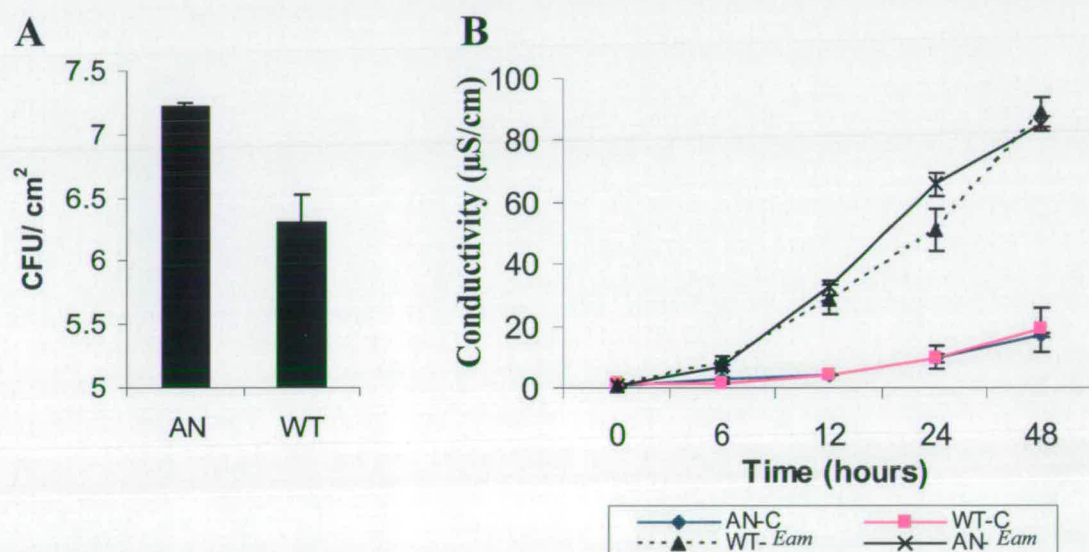 A
CFU/ cm²
7.5
7
6.5
6
5.5
5
AN WT
B
Conductivity (µS/cm)
100
80
60
40
20
0
0 6 12 24 48
Time (hours)
AN-C WT-C
WT- Eam AN- Eam